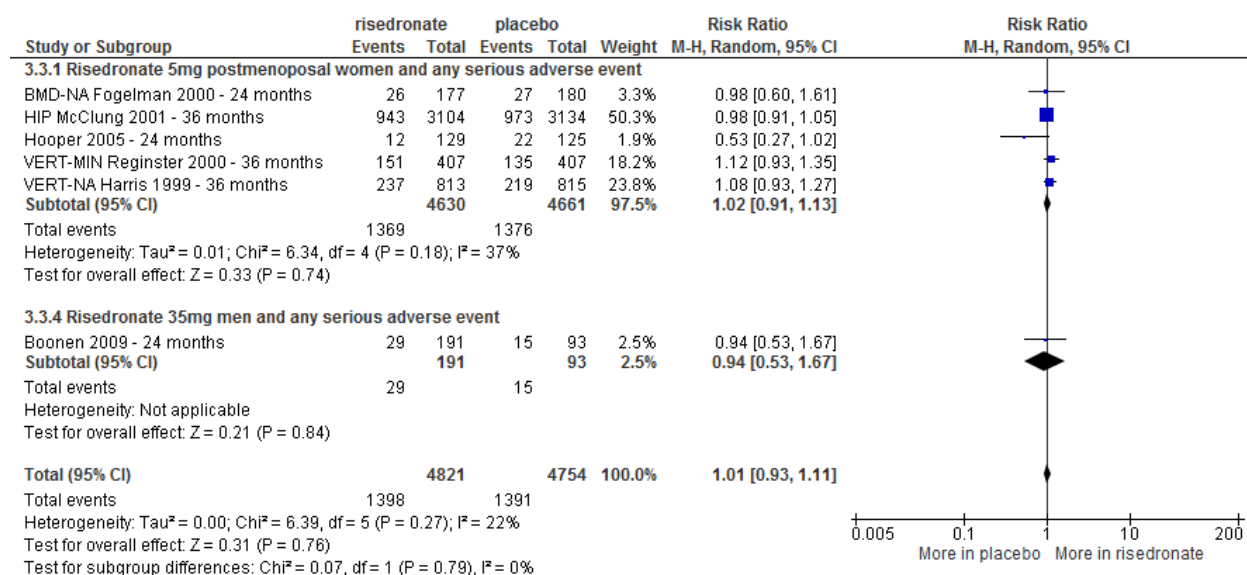 risedronate placebo Risk Ratio Risk Ratio
Study or Subgroup Events Total Events Total Weight M-H, Random, 95% CI M-H, Random, 95% CI
3.3.1 Risedronate 5mg postmenoposal women and any serious adverse event
BMD-NA Fogelman 2000 - 24 months 26 177 27 180 3.3% 0.98 [0.60, 1.61]
HIP McClung 2001 - 36 months 943 3104 973 3134 50.3% 0.98 [0.91, 1.05]
Hooper 2005 - 24 months 12 129 22 125 1.9% 0.53 [0.27, 1.02]
VERT-MIN Reginster 2000 - 36 months 151 407 135 407 18.2% 1.12 [0.93, 1.35]
VERT-NA Harris 1999 - 36 months 237 813 219 815 23.8% 1.08 [0.93, 1.27]
Subtotal (95% CI) 4630 4661 97.5% 1.02 [0.91, 1.13]
Total events 1369 1376
Heterogeneity: Tau² = 0.01; Chi² = 6.34, df = 4 (P = 0.18); I² = 37%
Test for overall effect: Z = 0.33 (P = 0.74)
3.3.4 Risedronate 35mg men and any serious adverse event
Boonen 2009 - 24 months 29 191 15 93 2.5% 0.94 [0.53, 1.67]
Subtotal (95% CI) 191 93 2.5% 0.94 [0.53, 1.67]
Total events 29 15
Heterogeneity: Not applicable
Test for overall effect: Z = 0.21 (P = 0.84)
Total (95% CI) 4821 4754 100.0% 1.01 [0.93, 1.11]
Total events 1398 1391
Heterogeneity: Tau² = 0.00; Chi² = 6.39, df = 5 (P = 0.27); I² = 22%
Test for overall effect: Z = 0.31 (P = 0.76)
Test for subgroup differences: Chi² = 0.07, df = 1 (P = 0.79), I² = 0%
0.005 0.1 1 10 200
More in placebo More in risedronate